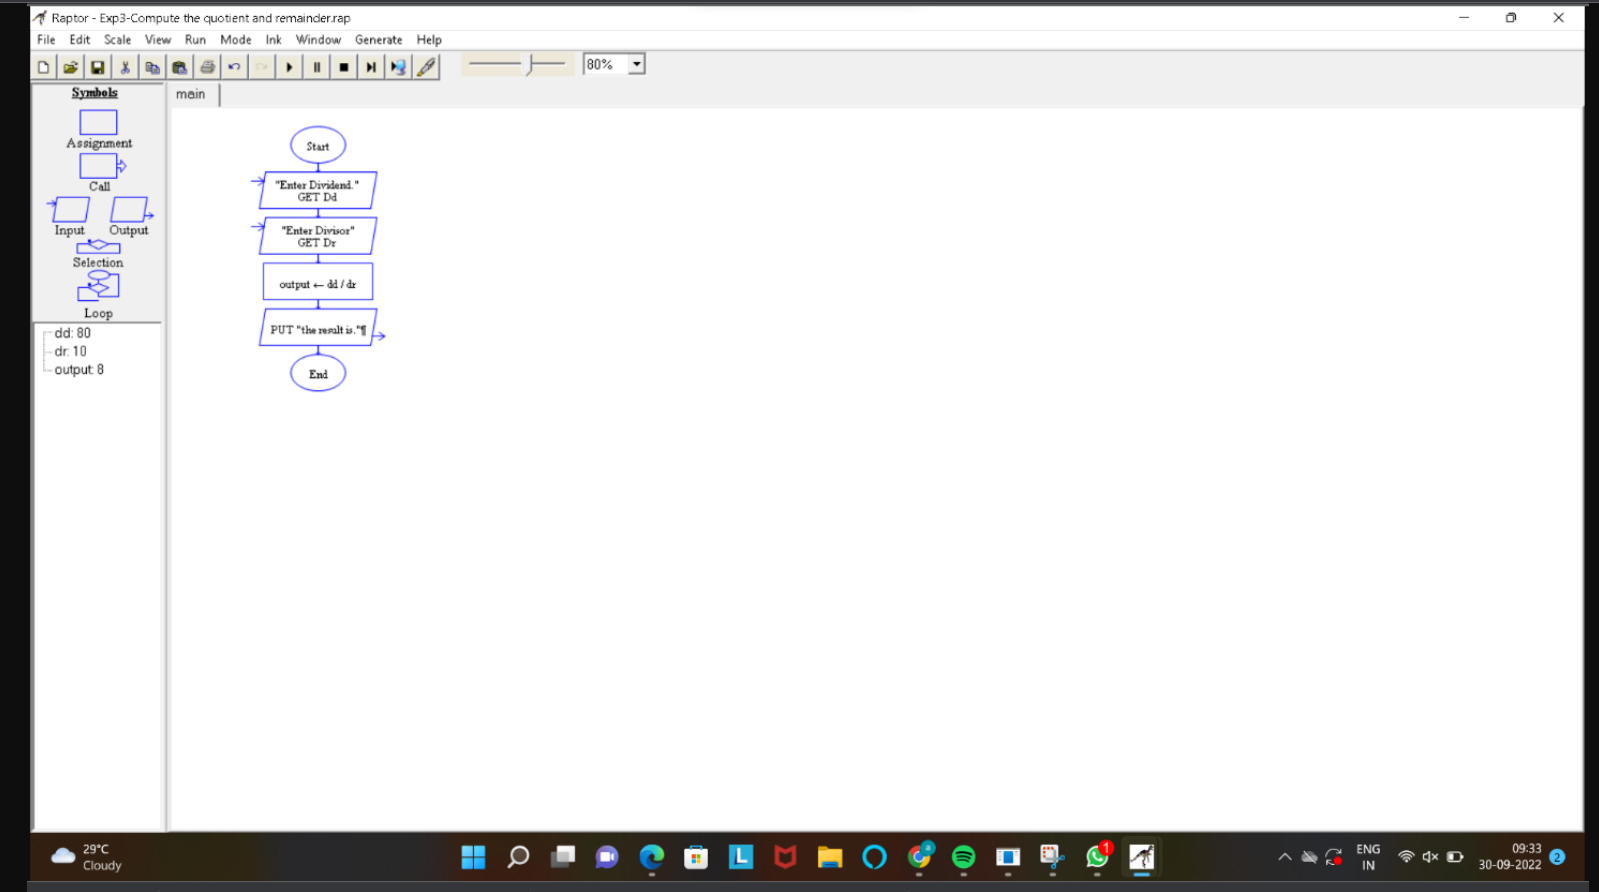 Raptor - Exp3-Compute the quotient and remainder.rap
File Edit Scale View Run Mode Ink Window Generate Help
80%
Symbols
main
Assignment
Call
Input Output
Selection
Loop
dd: 80
dr: 10
output: 8
Start
"Enter Dividend."
GET Dd
"Enter Divisor"
GET Dr
output ← dd / dr
PUT "the result is."¶
End
29°C
Cloudy
L
a
1
ENG
IN
09:33
30-09-2022
2